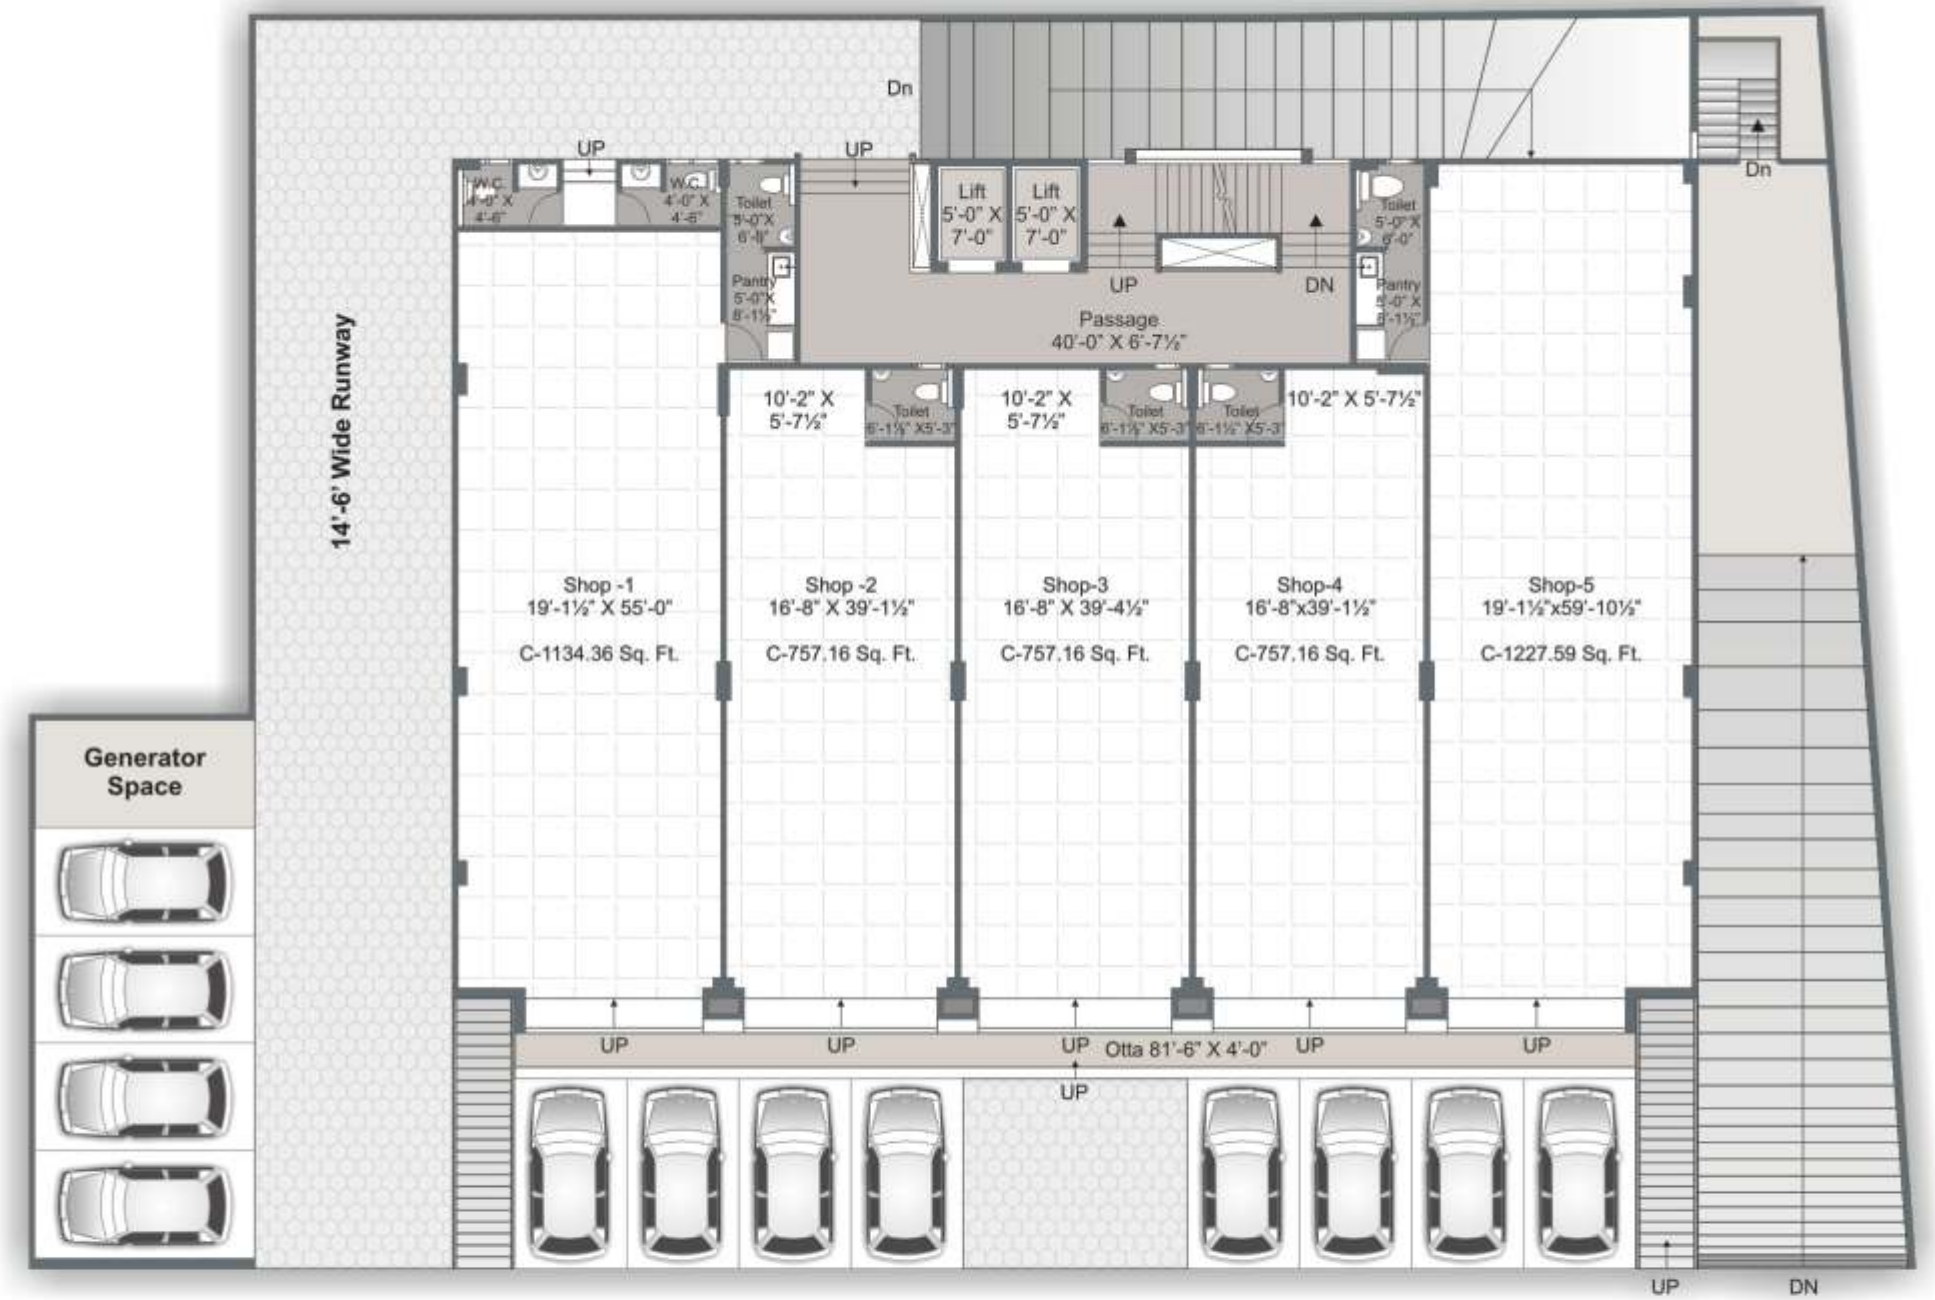 Dn
UP
UP
Dn
W.C.
4'-0" X
4'-6"
W.C.
4'-0" X
4'-6"
Toilet
5'-0"X
6'-0"
Lift
5'-0" X
7'-0"
Lift
5'-0" X
7'-0"
Toilet
5'-0" X
6'-0"
Pantry
5'-0"X
8'-1½"
UP
DN
Pantry
5'-0" X
8'-1½"
Passage
40'-0" X 6'-7½"
14'-6' Wide Runway
10'-2" X
5'-7½"
Toilet
6'-1½" X5'-3"
10'-2" X
5'-7½"
Toilet
6'-1½" X5'-3"
Toilet
6'-1½" X5'-3"
10'-2" X 5'-7½"
Shop -1
19'-1½" X 55'-0"
C-1134.36 Sq. Ft.
Shop -2
16'-8" X 39'-1½"
C-757.16 Sq. Ft.
Shop-3
16'-8" X 39'-4½"
C-757.16 Sq. Ft.
Shop-4
16'-8"x39'-1½"
C-757.16 Sq. Ft.
Shop-5
19'-1½"x59'-10½"
C-1227.59 Sq. Ft.
Generator
Space
UP
UP
UP
Otta 81'-6" X 4'-0"
UP
UP
UP
UP
DN